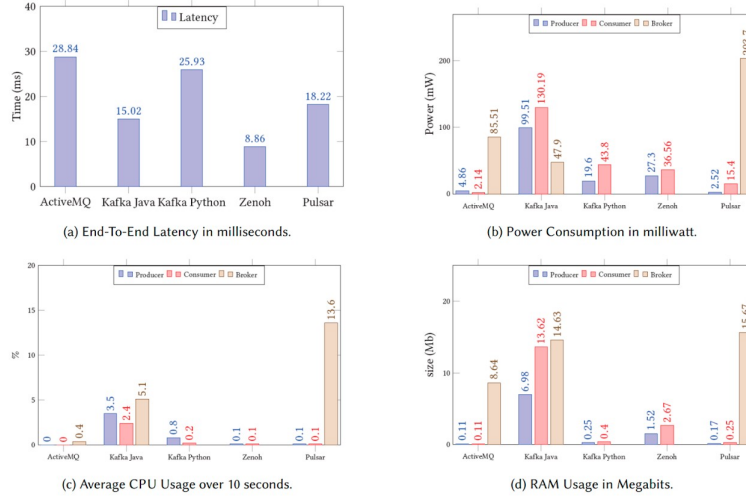 Latency
Time (ms)
40
30
20
10
0
28.84
15.02
25.93
8.86
18.22
ActiveMQ Kafka Java Kafka Python Zenoh Pulsar
(a) End-To-End Latency in milliseconds.
Producer Consumer Broker
Power (mW)
200
100
0
4.86 2.14 85.51
99.51 130.19 47.9
19.6 43.8
27.3 36.56
2.52 15.4
ActiveMQ Kafka Java Kafka Python Zenoh Pulsar
(b) Power Consumption in milliwatt.
Producer Consumer Broker
%
20
15
10
5
0
0 0 0.4
3.5 2.4 5.1
0.8 0.2
0.1 0.1
0.1 0.1 13.6
ActiveMQ Kafka Java Kafka Python Zenoh Pulsar
(c) Average CPU Usage over 10 seconds.
Producer Consumer Broker
size (Mb)
20
10
0
0.11 0.11 8.64
6.98 13.62 14.63
0.25 0.4
1.52 2.67
0.17 0.25
ActiveMQ Kafka Java Kafka Python Zenoh Pulsar
(d) RAM Usage in Megabits.